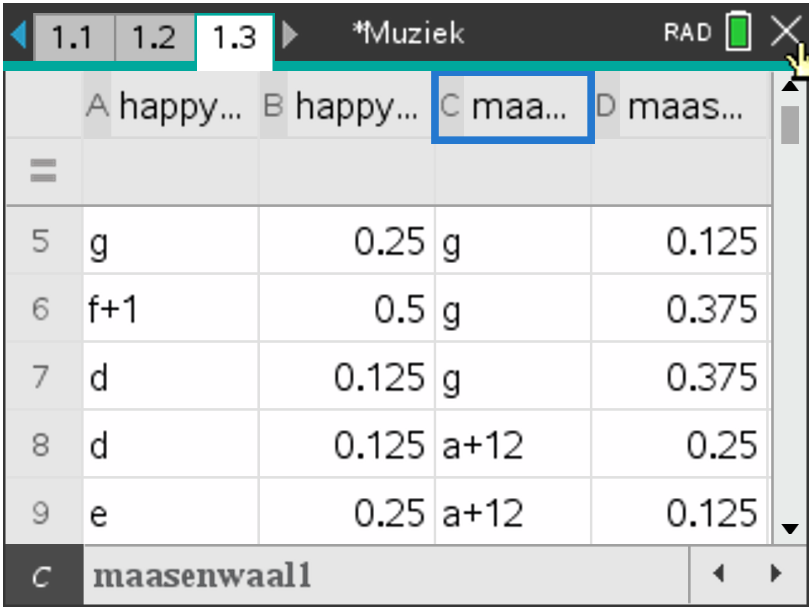 1.1 1.2 1.3 *Muziek RAD
A happy... B happy... C maa... D maas...
=
5 g 0.25 g 0.125
6 f+1 0.5 g 0.375
7 d 0.125 g 0.375
8 d 0.125 a+12 0.25
9 e 0.25 a+12 0.125
C maasenwaal1